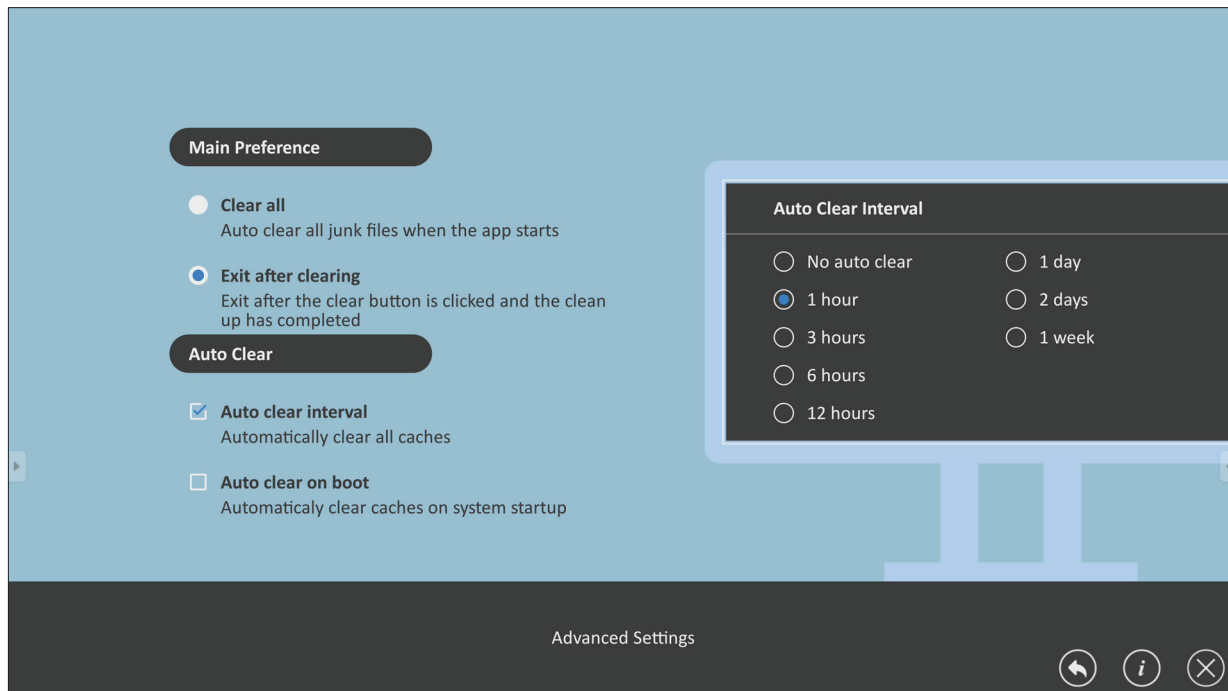 Main Preference
Clear all
Auto clear all junk files when the app starts
Exit after clearing
Exit after the clear button is clicked and the clean
up has completed
Auto Clear
Auto clear interval
Automatically clear all caches
Auto clear on boot
Automaticaly clear caches on system startup
Auto Clear Interval
No auto clear
1 hour
3 hours
6 hours
12 hours
1 day
2 days
1 week
Advanced Settings
i